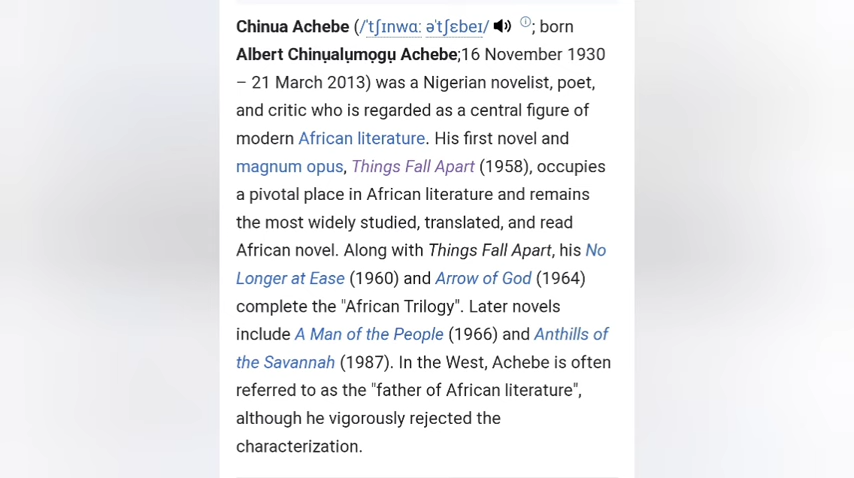 Chinua Achebe (/ˈtʃɪnwɑː əˈtʃɛbeɪ/ ; born
Albert Chinụalụmọgụ Achebe;16 November 1930
– 21 March 2013) was a Nigerian novelist, poet,
and critic who is regarded as a central figure of
modern African literature. His first novel and
magnum opus, Things Fall Apart (1958), occupies
a pivotal place in African literature and remains
the most widely studied, translated, and read
African novel. Along with Things Fall Apart, his No
Longer at Ease (1960) and Arrow of God (1964)
complete the "African Trilogy". Later novels
include A Man of the People (1966) and Anthills of
the Savannah (1987). In the West, Achebe is often
referred to as the "father of African literature",
although he vigorously rejected the
characterization.